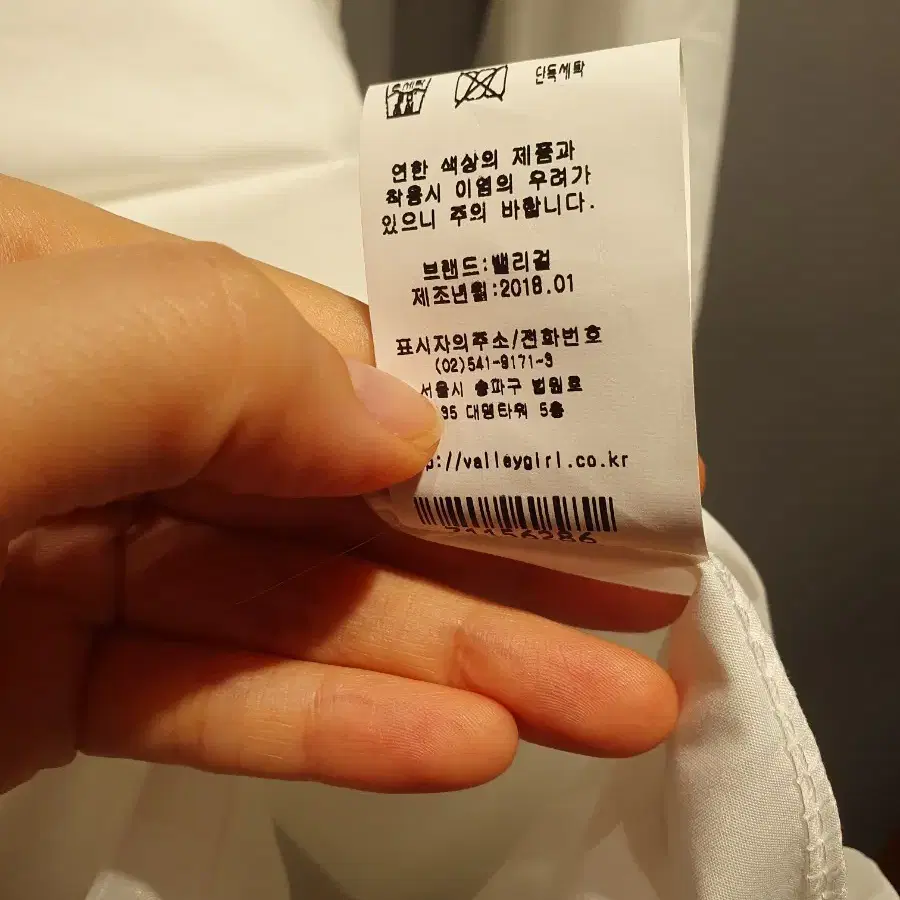 단독세탁
연한 색상의 제품과
착용시 이염의 우려가
있으니 주의 바랍니다.
브랜드:밸리걸
제조년월:2018.01
표시자의주소/전화번호
(02)541-9171-3
서울시 송파구 법원로
95 대명타워 5층
p://valleygirl.co.kr
21156286